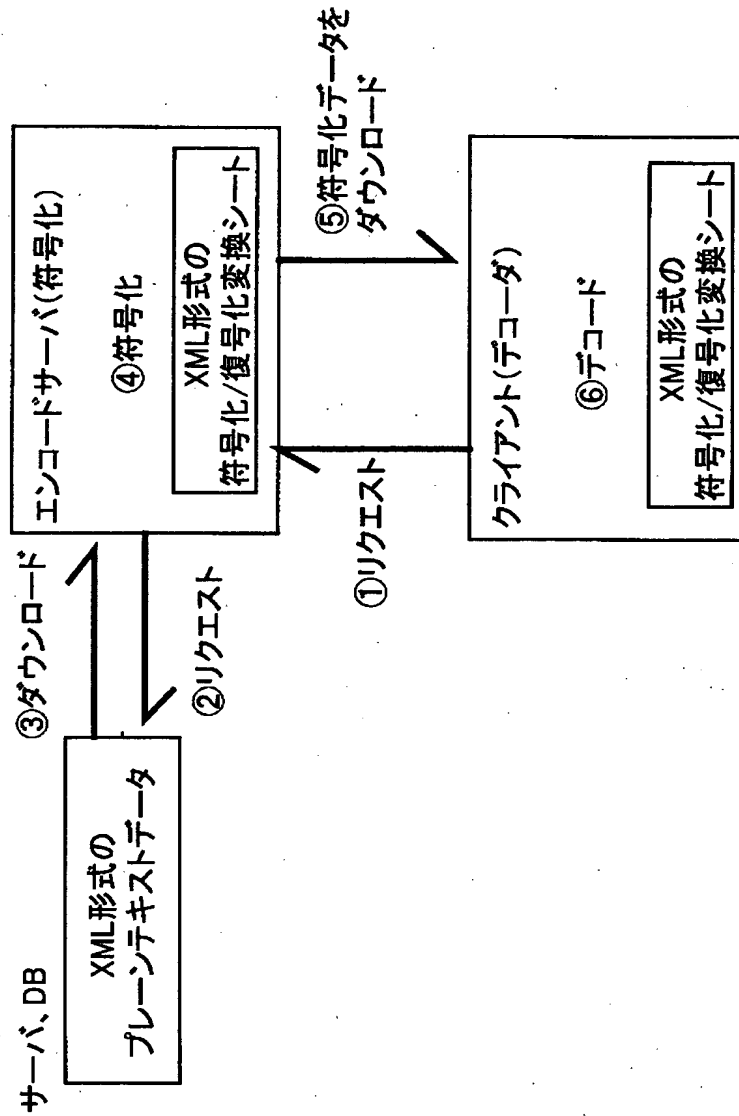 サーバ、DB
XML形式の
プレーンテキストデータ
③ダウンロード
②リクエスト
エンコードサーバ(符号化)
④符号化
XML形式の
符号化/復号化変換シート
①リクエスト
⑤符号化データを
ダウンロード
クライアント(デコーダ)
⑥デコード
XML形式の
符号化/復号化変換シート